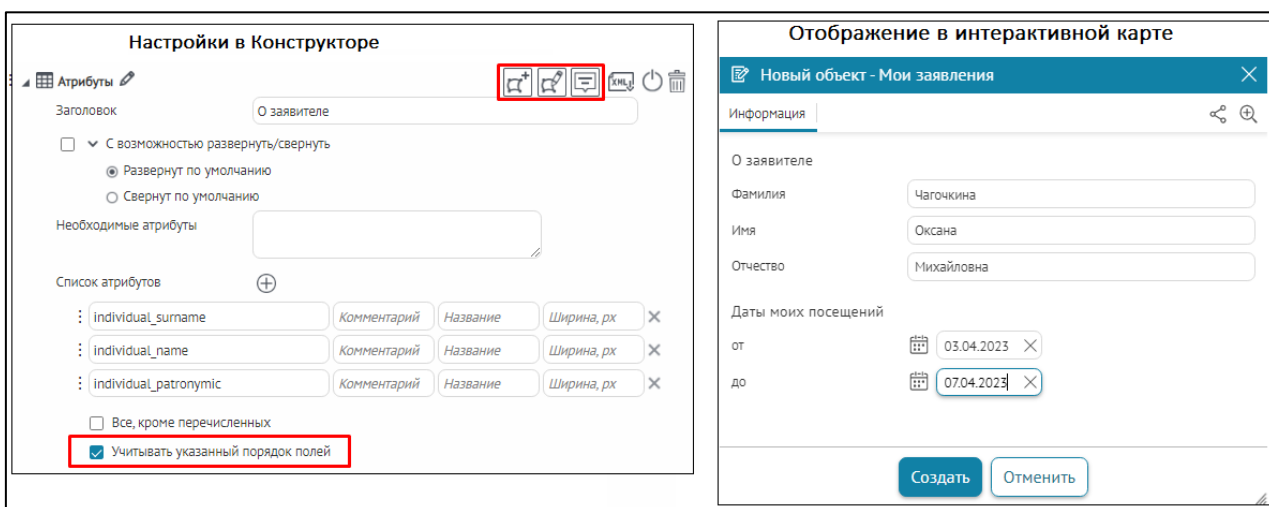 Настройки в Конструкторе
Атрибуты
XML
Заголовок
О заявителе
С возможностью развернуть/свернуть
Развернут по умолчанию
Свернут по умолчанию
Необходимые атрибуты
Список атрибутов
individual_surname Комментарий Название Ширина, px
individual_name Комментарий Название Ширина, px
individual_patronymic Комментарий Название Ширина, px
Все, кроме перечисленных
Учитывать указанный порядок полей
Отображение в интерактивной карте
Новый объект - Мои заявления
Информация
О заявителе
Фамилия Чагочкина
Имя Оксана
Отчество Михайловна
Даты моих посещений
от 03.04.2023
до 07.04.2023
Создать Отменить